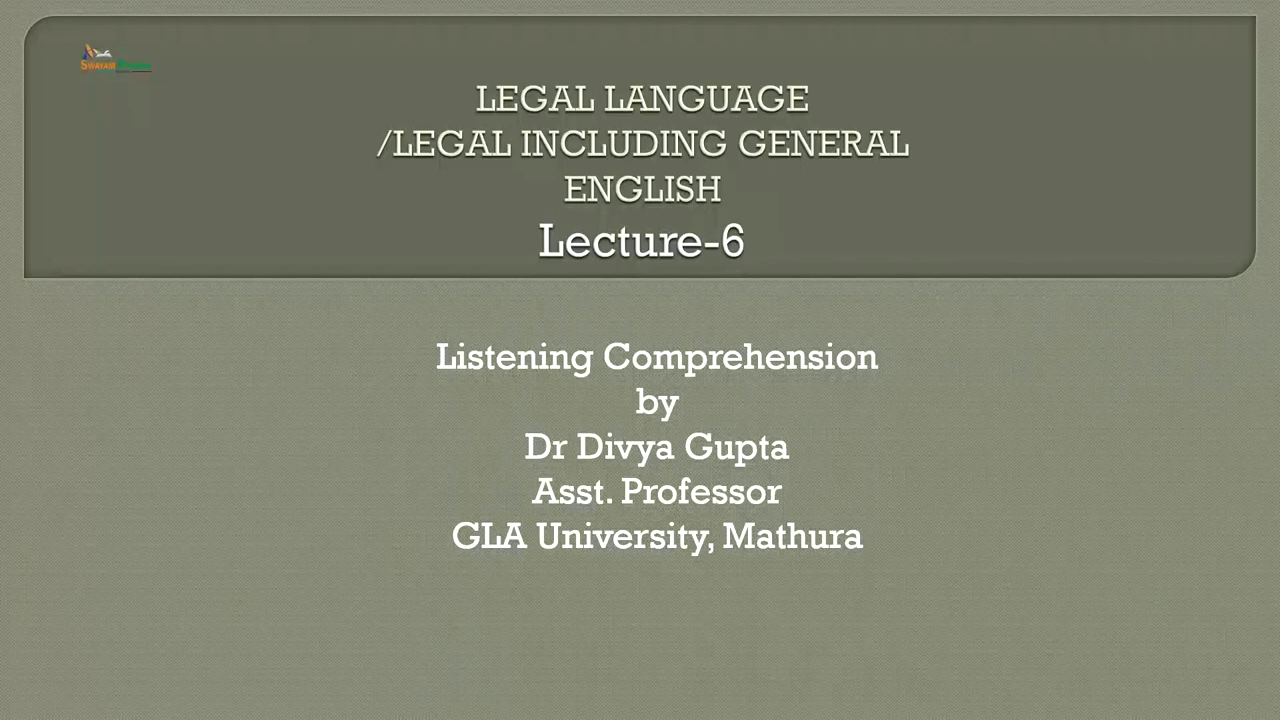 LEGAL LANGUAGE
/LEGAL INCLUDING GENERAL
ENGLISH
Lecture-6
Listening Comprehension
by
Dr Divya Gupta
Asst. Professor
GLA University, Mathura